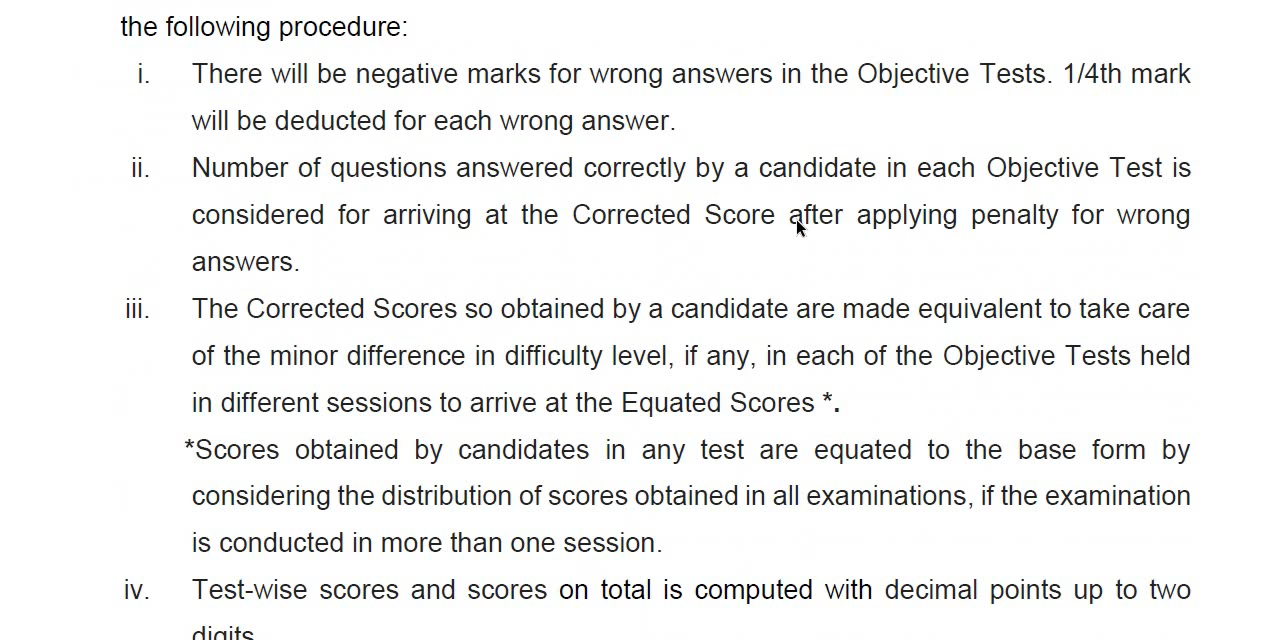 the following procedure:
i. There will be negative marks for wrong answers in the Objective Tests. 1/4th mark
will be deducted for each wrong answer.
ii. Number of questions answered correctly by a candidate in each Objective Test is
considered for arriving at the Corrected Score after applying penalty for wrong
answers.
iii. The Corrected Scores so obtained by a candidate are made equivalent to take care
of the minor difference in difficulty level, if any, in each of the Objective Tests held
in different sessions to arrive at the Equated Scores *.
*Scores obtained by candidates in any test are equated to the base form by
considering the distribution of scores obtained in all examinations, if the examination
is conducted in more than one session.
iv. Test-wise scores and scores on total is computed with decimal points up to two
digits.